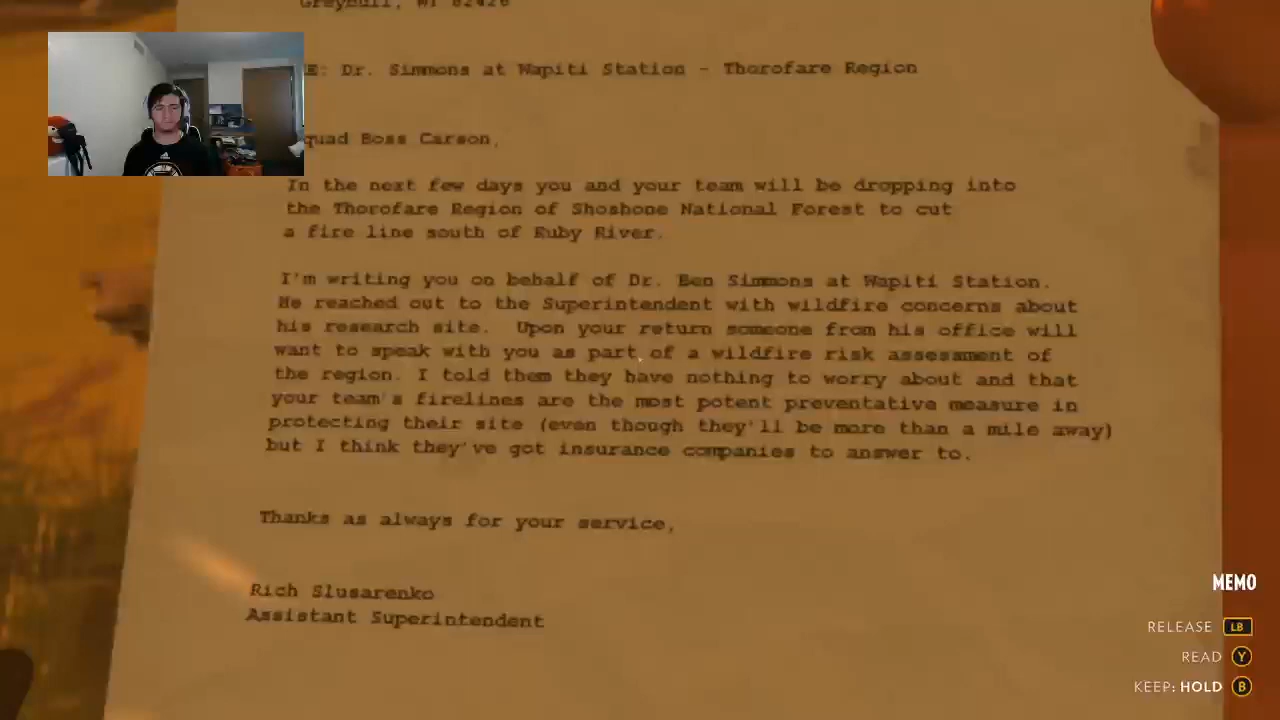 Greybull, WY 82426
E: Dr. Simmons at Wapiti Station - Thorofare Region
quad Boss Carson,
In the next few days you and your team will be dropping into
the Thorofare Region of Shoshone National Forest to cut
a fire line south of Ruby River.
I'm writing you on behalf of Dr. Ben Simmons at Wapiti Station.
He reached out to the Superintendent with wildfire concerns about
his research site. Upon your return someone from his office will
want to speak with you as part of a wildfire risk assessment of
the region. I told them they have nothing to worry about and that
your team's firelines are the most potent preventative measure in
protecting their site (even though they'll be more than a mile away)
but I think they've got insurance companies to answer to.
Thanks as always for your service,
Rich Slusarenko
Assistant Superintendent
MEMO
RELEASE LB
READ Y
KEEP: HOLD B